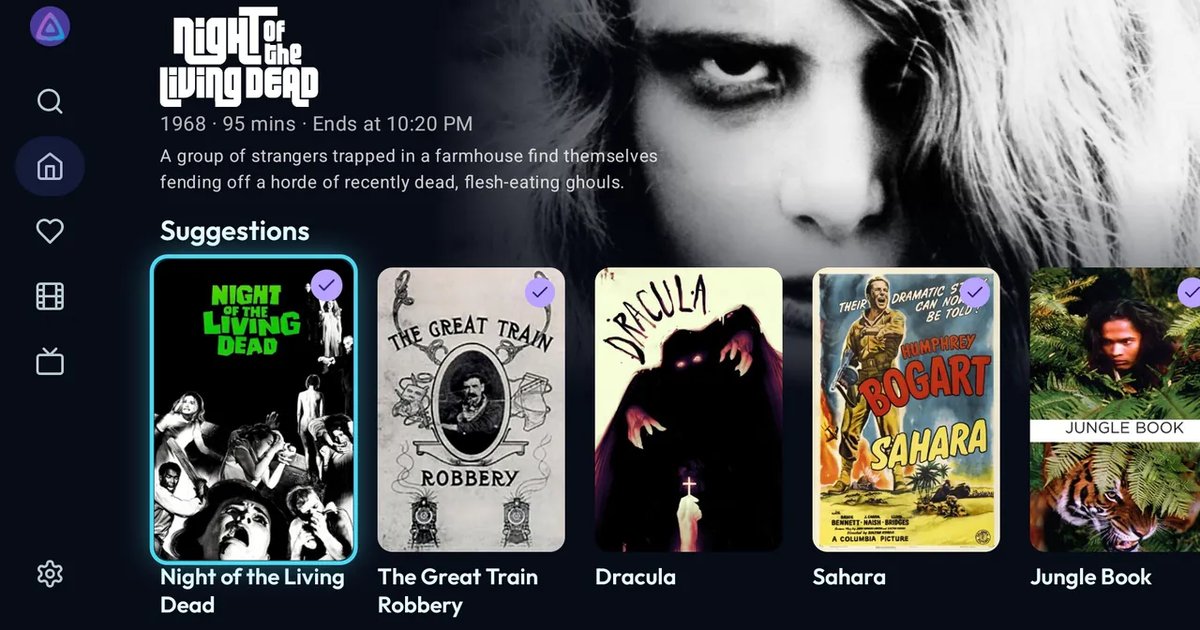 NIGHT OF
the
LIVING DEAD
1968 · 95 mins · Ends at 10:20 PM
A group of strangers trapped in a farmhouse find themselves
fending off a horde of recently dead, flesh-eating ghouls.
Suggestions
NIGHT
OF THE
LIVING
DEAD
THE GREAT TRAIN
ROBBERY
DRACULA
THEIR DRAMATIC
CAN
BE TOLD!
HUMPHREY
BOGART
SAHARA
BENNETT · NAISH · BRIDGES
A COLUMBIA PICTURE
JUNGLE BOOK
Night of the Living
Dead
The Great Train
Robbery
Dracula
Sahara
Jungle Book